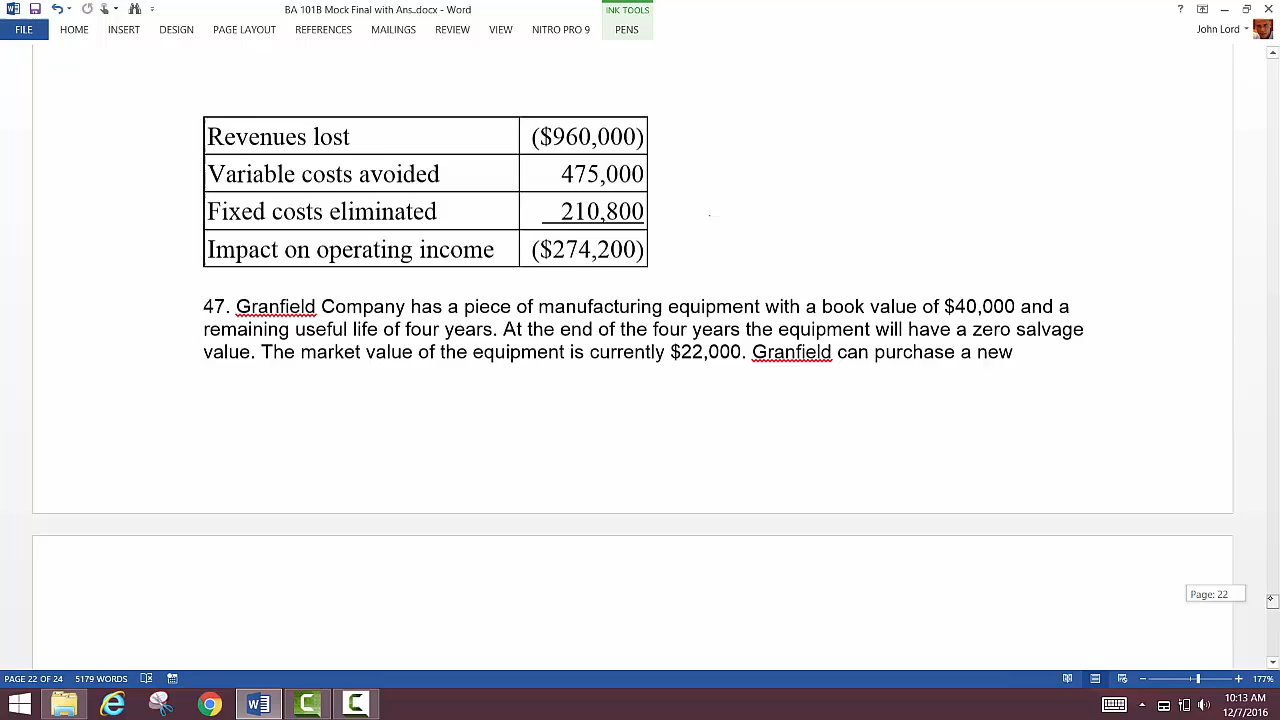 BA 101B Mock Final with Ans..docx - Word
INK TOOLS
FILE HOME INSERT DESIGN PAGE LAYOUT REFERENCES MAILINGS REVIEW VIEW NITRO PRO 9 PENS
John Lord
Revenues lost ($960,000)
Variable costs avoided 475,000
Fixed costs eliminated 210,800
Impact on operating income ($274,200)
47. Granfield Company has a piece of manufacturing equipment with a book value of $40,000 and a
remaining useful life of four years. At the end of the four years the equipment will have a zero salvage
value. The market value of the equipment is currently $22,000. Granfield can purchase a new
Page: 22
PAGE 22 OF 24 5179 WORDS 177%
10:13 AM
12/7/2016